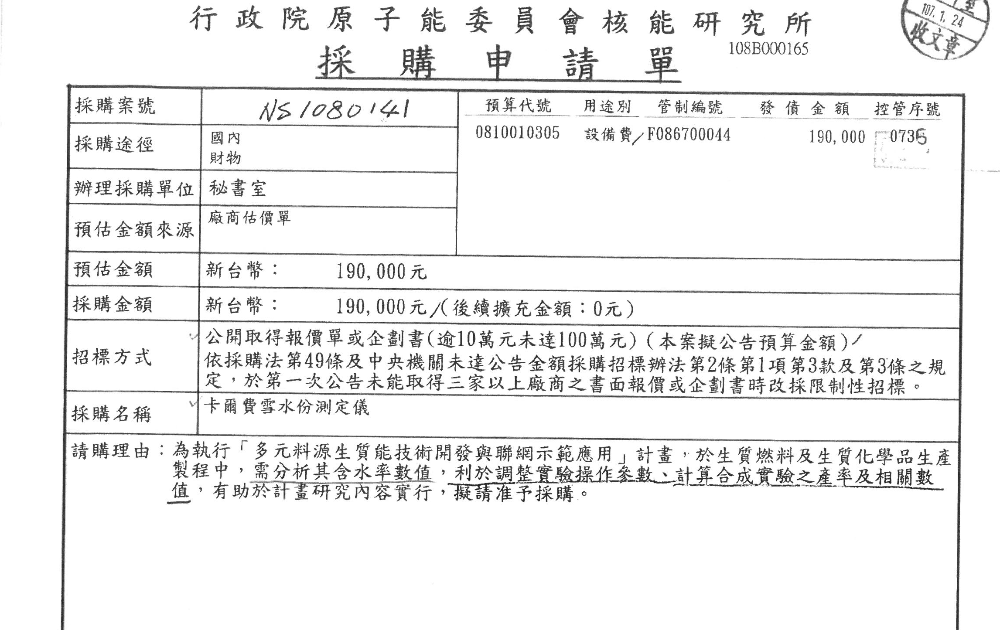 行政院原子能委員會核能研究所
107.1.24
收文章
108B000165
採購申請單
採購案號 NS1080141
預算代號 用途別 管制編號 發債金額 控管序號
0810010305 設備費/F086700044 190,000 0736
採購途徑 國內
財物
辦理採購單位 秘書室
預估金額來源 廠商估價單
預估金額 新台幣： 190,000元
採購金額 新台幣： 190,000元/(後續擴充金額：0元)
招標方式 公開取得報價單或企劃書(逾10萬元未達100萬元)(本案擬公告預算金額)/
依採購法第49條及中央機關未達公告金額採購招標辦法第2條第1項第3款及第3條之規
定，於第一次公告未能取得三家以上廠商之書面報價或企劃書時改採限制性招標。
採購名稱 卡爾費雪水份測定儀
請購理由：為執行「多元料源生質能技術開發與聯網示範應用」計畫，於生質燃料及生質化學品生產
製程中，需分析其含水率數值，利於調整實驗操作參數、計算合成實驗之產率及相關數
值，有助於計畫研究內容實行，擬請准予採購。